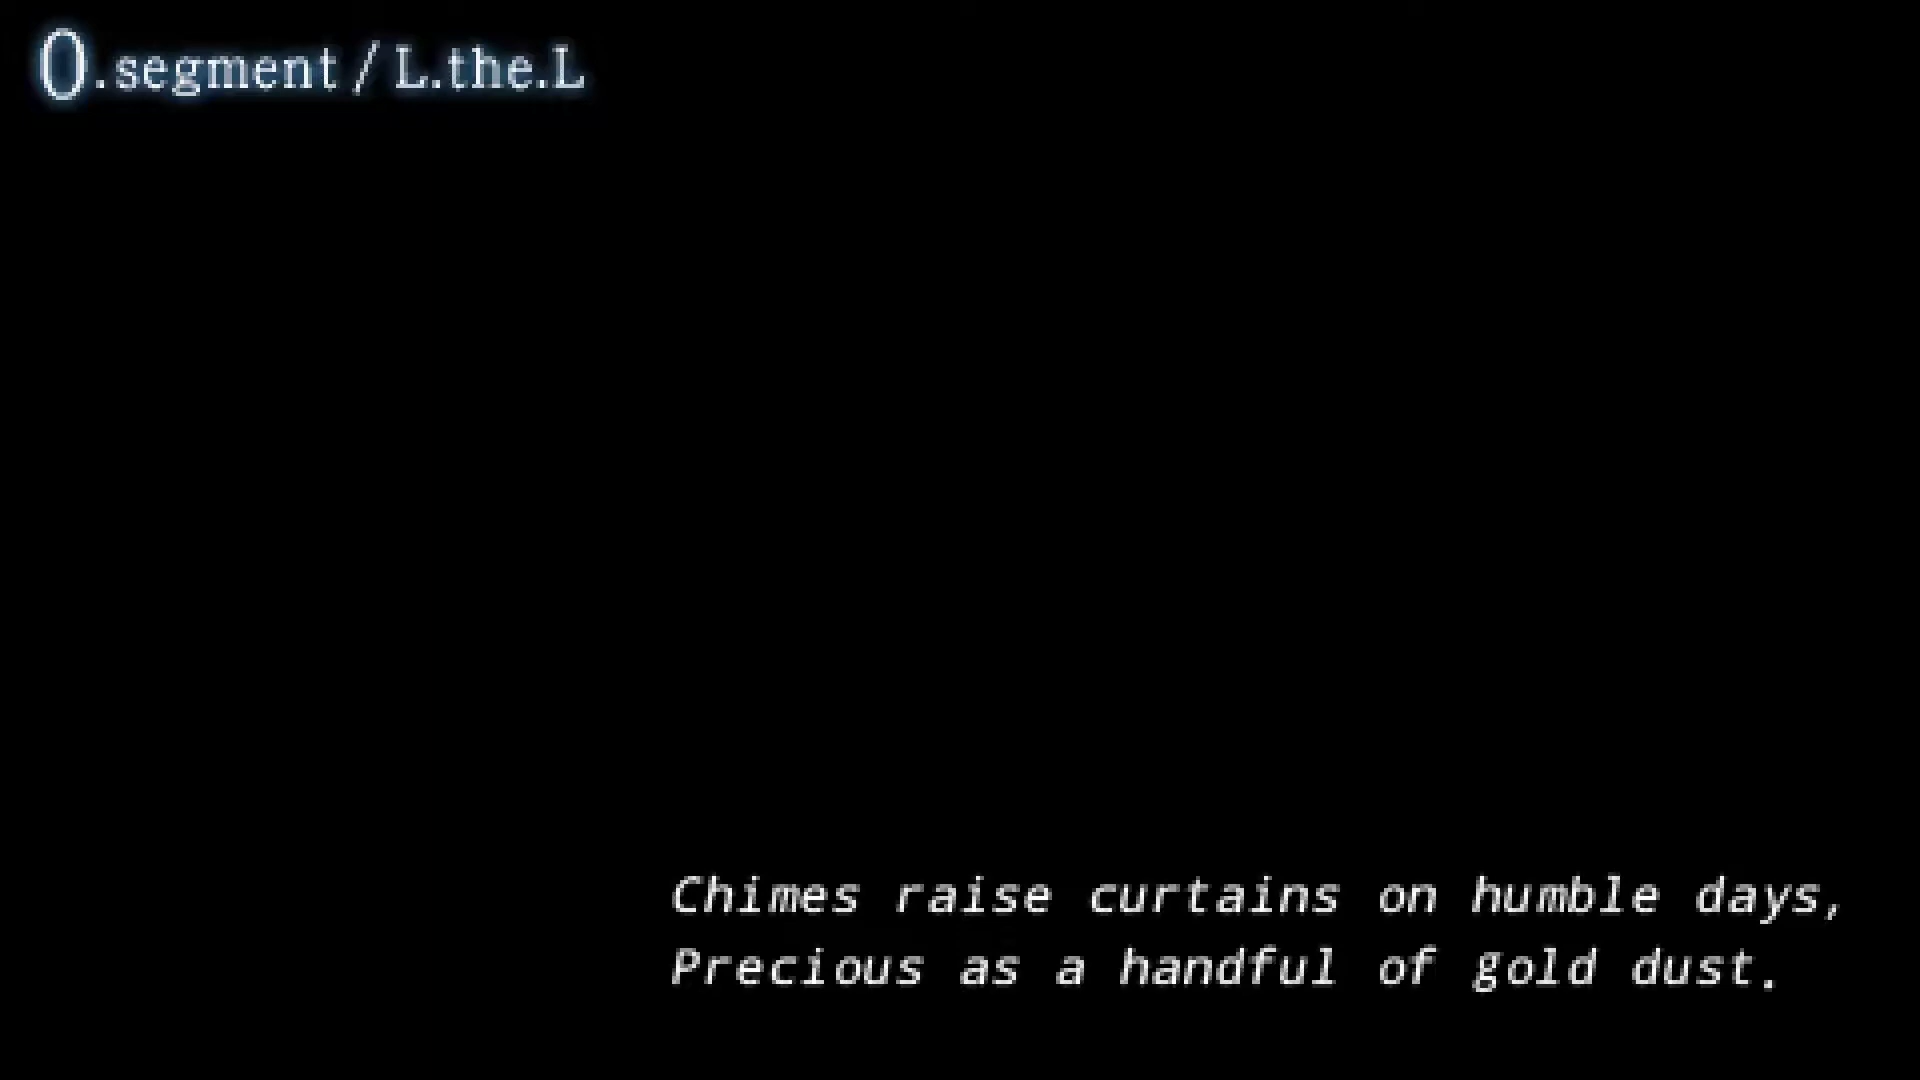 0.segment / L.the.L
Chimes raise curtains on humble days,
Precious as a handful of gold dust.